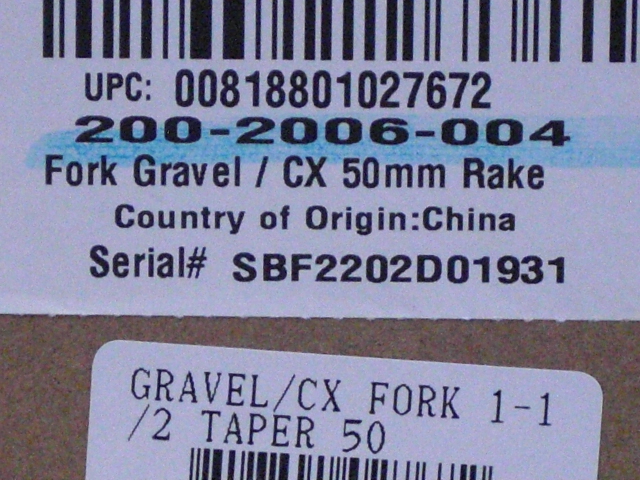 UPC: 00818801027672
200-2006-004
Fork Gravel / CX 50mm Rake
Country of Origin:China
Serial# SBF2202D01931
GRAVEL/CX FORK 1-1
/2 TAPER 50